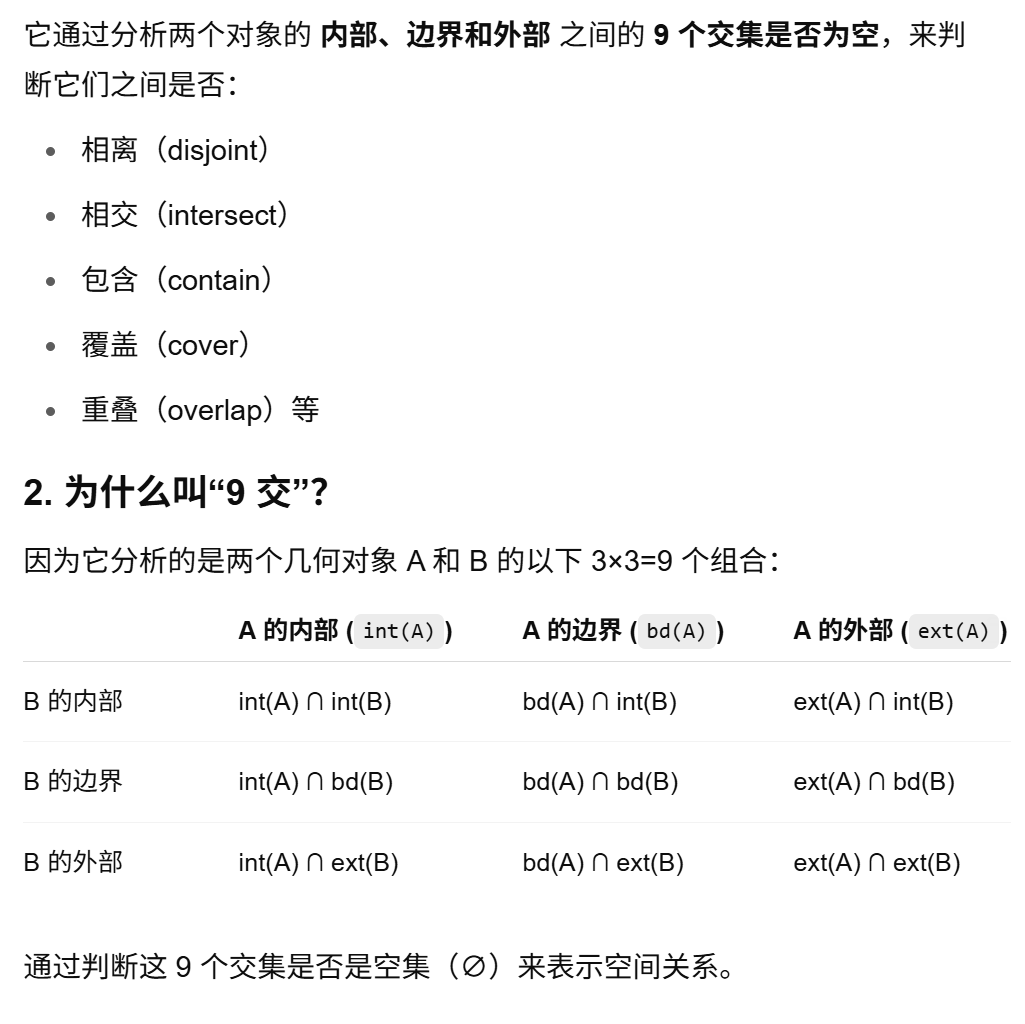 它通过分析两个对象的 内部、边界和外部 之间的 9 个交集是否为空，来判
断它们之间是否：
• 相离（disjoint）
• 相交（intersect）
• 包含（contain）
• 覆盖（cover）
• 重叠（overlap）等
2. 为什么叫“9 交”？
因为它分析的是两个几何对象 A 和 B 的以下 3×3=9 个组合：
A 的内部 ( int(A) ) A 的边界 ( bd(A) ) A 的外部 ( ext(A) )
B 的内部 int(A) ∩ int(B) bd(A) ∩ int(B) ext(A) ∩ int(B)
B 的边界 int(A) ∩ bd(B) bd(A) ∩ bd(B) ext(A) ∩ bd(B)
B 的外部 int(A) ∩ ext(B) bd(A) ∩ ext(B) ext(A) ∩ ext(B)
通过判断这 9 个交集是否是空集（∅）来表示空间关系。